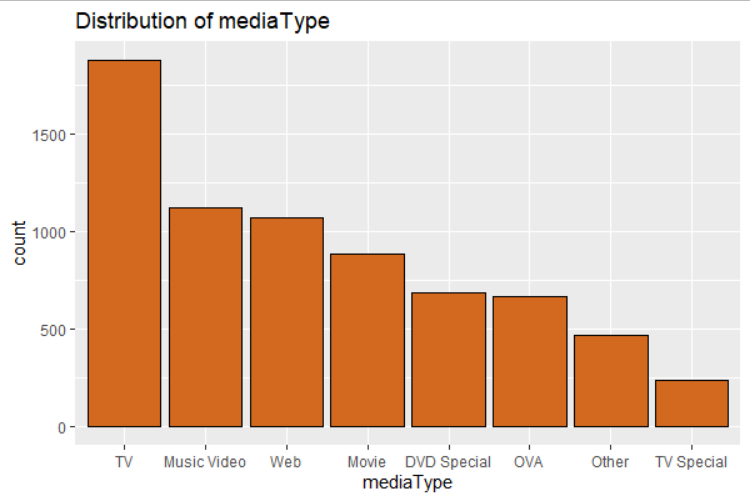 Distribution of mediaType
1500
1000
500
0
count
TV Music Video Web Movie DVD Special OVA Other TV Special
mediaType